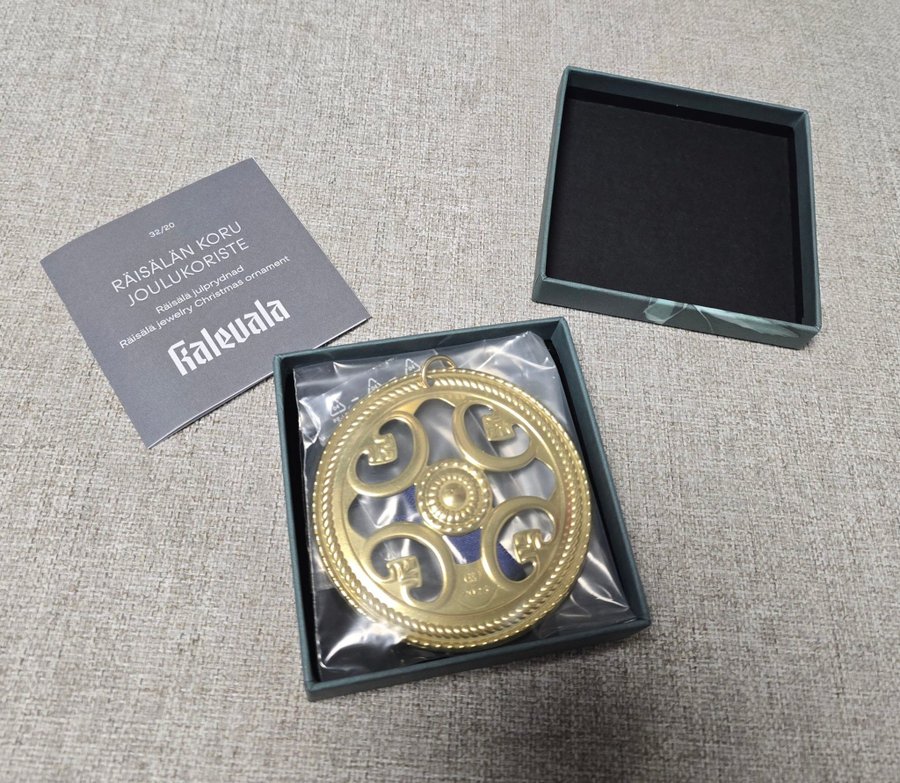 32/20
RÄISÄLÄN KORU
JOULUKORISTE
Räisälä julprydnad
Räisälä jewelry Christmas ornament
Kalevala